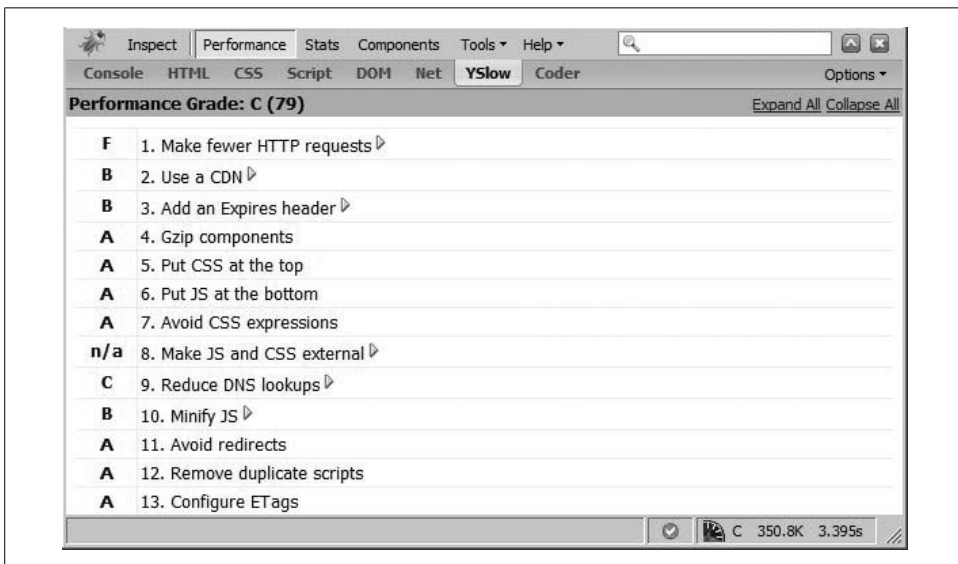 Inspect Performance Stats Components Tools Help
Console HTML CSS Script DOM Net YSlow Coder Options
Performance Grade: C (79) Expand All Collapse All
F 1. Make fewer HTTP requests
B 2. Use a CDN
B 3. Add an Expires header
A 4. Gzip components
A 5. Put CSS at the top
A 6. Put JS at the bottom
A 7. Avoid CSS expressions
n/a 8. Make JS and CSS external
C 9. Reduce DNS lookups
B 10. Minify JS
A 11. Avoid redirects
A 12. Remove duplicate scripts
A 13. Configure ETags
C 350.8K 3.395s